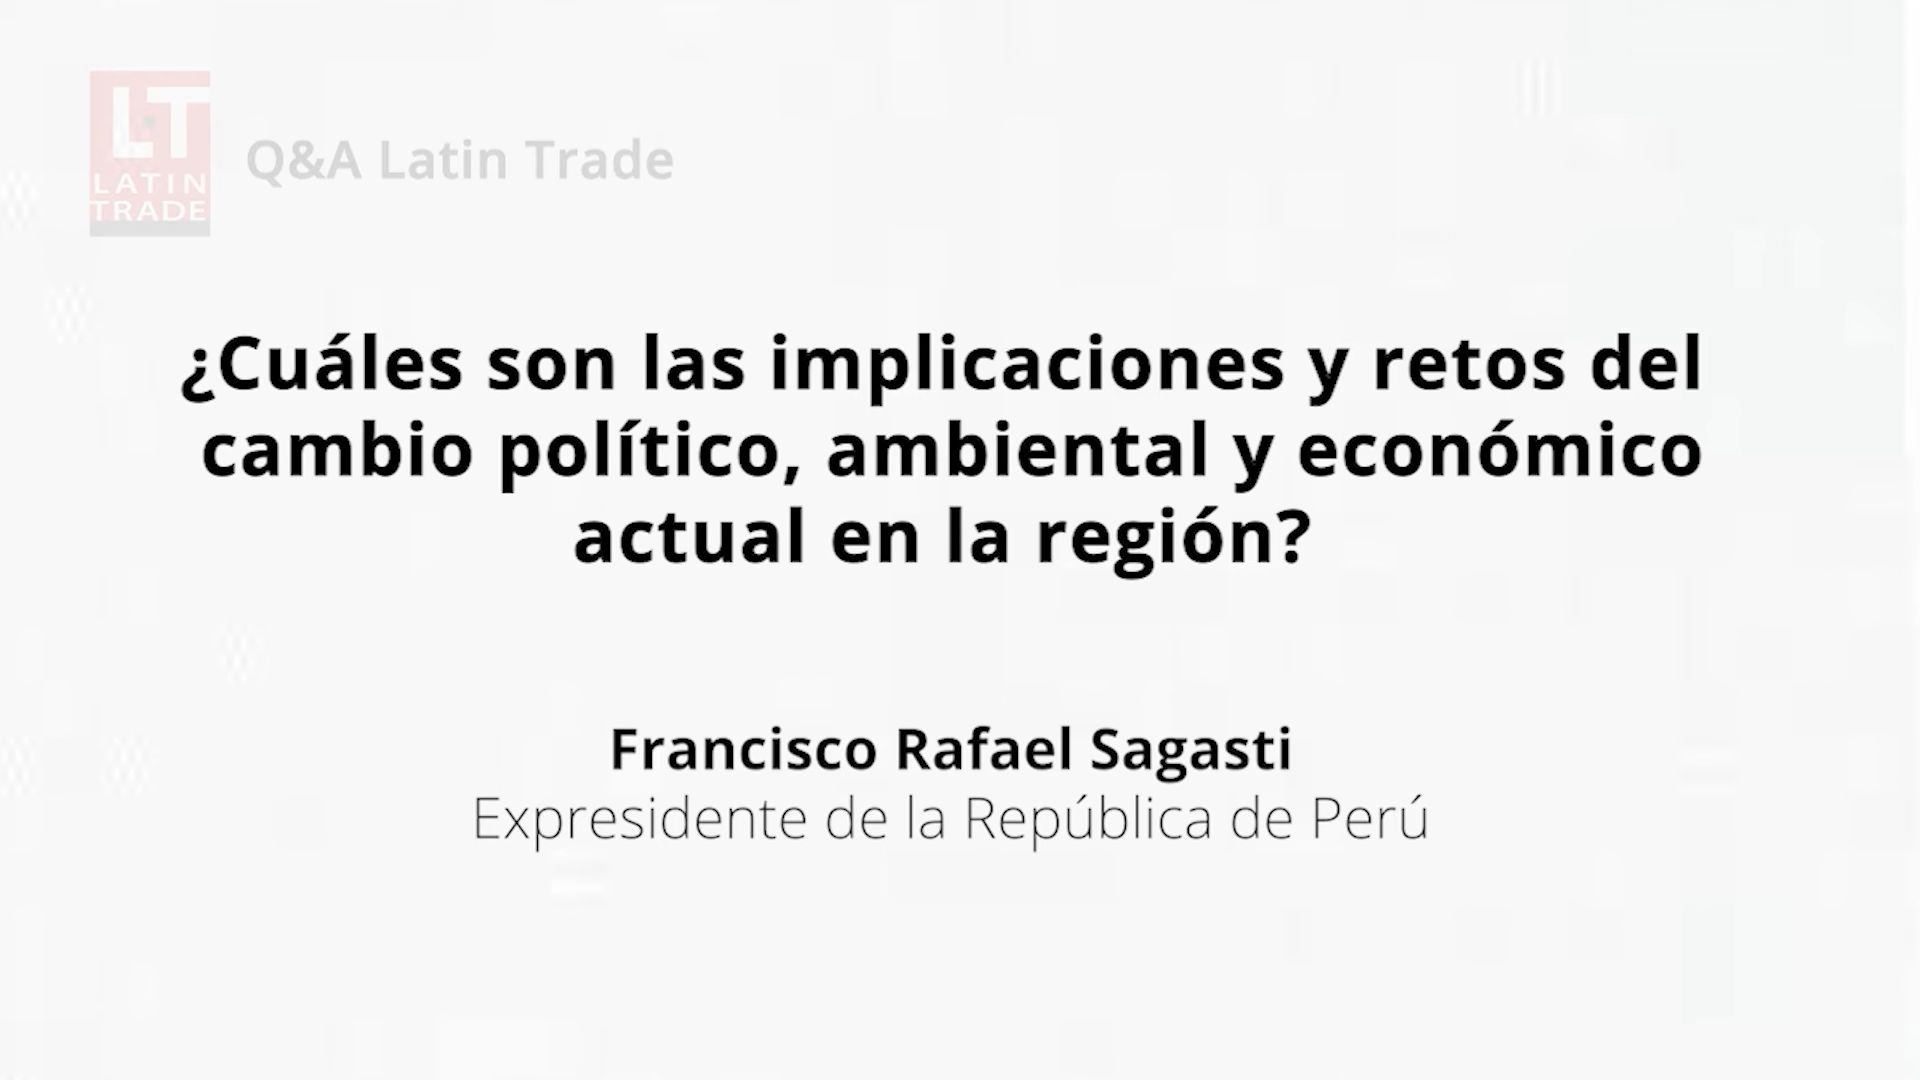 LT
LATIN
TRADE
Q&A Latin Trade
¿Cuáles son las implicaciones y retos del
cambio político, ambiental y económico
actual en la región?
Francisco Rafael Sagasti
Expresidente de la República de Perú